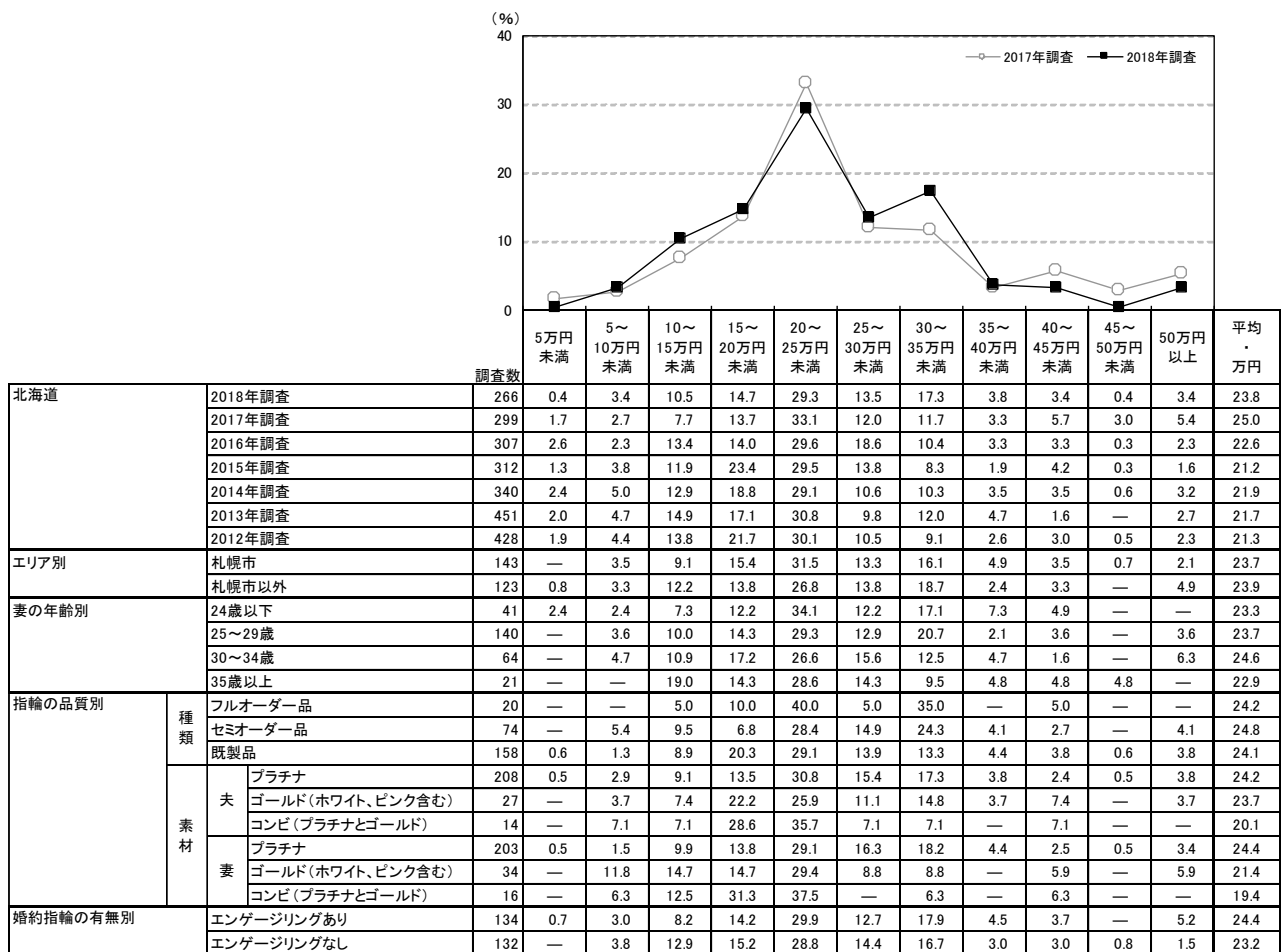 （%）
40
30
20
10
0
2017年調査 2018年調査
調査数 5万円未満 5～10万円未満 10～15万円未満 15～20万円未満 20～25万円未満 25～30万円未満 30～35万円未満 35～40万円未満 40～45万円未満 45～50万円未満 50万円以上 平均・万円
北海道 2018年調査 266 0.4 3.4 10.5 14.7 29.3 13.5 17.3 3.8 3.4 0.4 3.4 23.8
2017年調査 299 1.7 2.7 7.7 13.7 33.1 12.0 11.7 3.3 5.7 3.0 5.4 25.0
2016年調査 307 2.6 2.3 13.4 14.0 29.6 18.6 10.4 3.3 3.3 0.3 2.3 22.6
2015年調査 312 1.3 3.8 11.9 23.4 29.5 13.8 8.3 1.9 4.2 0.3 1.6 21.2
2014年調査 340 2.4 5.0 12.9 18.8 29.1 10.6 10.3 3.5 3.5 0.6 3.2 21.9
2013年調査 451 2.0 4.7 14.9 17.1 30.8 9.8 12.0 4.7 1.6 ― 2.7 21.7
2012年調査 428 1.9 4.4 13.8 21.7 30.1 10.5 9.1 2.6 3.0 0.5 2.3 21.3
エリア別 札幌市 143 ― 3.5 9.1 15.4 31.5 13.3 16.1 4.9 3.5 0.7 2.1 23.7
札幌市以外 123 0.8 3.3 12.2 13.8 26.8 13.8 18.7 2.4 3.3 ― 4.9 23.9
妻の年齢別 24歳以下 41 2.4 2.4 7.3 12.2 34.1 12.2 17.1 7.3 4.9 ― ― 23.3
25～29歳 140 ― 3.6 10.0 14.3 29.3 12.9 20.7 2.1 3.6 ― 3.6 23.7
30～34歳 64 ― 4.7 10.9 17.2 26.6 15.6 12.5 4.7 1.6 ― 6.3 24.6
35歳以上 21 ― ― 19.0 14.3 28.6 14.3 9.5 4.8 4.8 4.8 ― 22.9
指輪の品質別 種類 フルオーダー品 20 ― ― 5.0 10.0 40.0 5.0 35.0 ― 5.0 ― ― 24.2
セミオーダー品 74 ― 5.4 9.5 6.8 28.4 14.9 24.3 4.1 2.7 ― 4.1 24.8
既製品 158 0.6 1.3 8.9 20.3 29.1 13.9 13.3 4.4 3.8 0.6 3.8 24.1
素材 夫 プラチナ 208 0.5 2.9 9.1 13.5 30.8 15.4 17.3 3.8 2.4 0.5 3.8 24.2
ゴールド（ホワイト、ピンク含む） 27 ― 3.7 7.4 22.2 25.9 11.1 14.8 3.7 7.4 ― 3.7 23.7
コンビ（プラチナとゴールド） 14 ― 7.1 7.1 28.6 35.7 7.1 7.1 ― 7.1 ― ― 20.1
妻 プラチナ 203 0.5 1.5 9.9 13.8 29.1 16.3 18.2 4.4 2.5 0.5 3.4 24.4
ゴールド（ホワイト、ピンク含む） 34 ― 11.8 14.7 14.7 29.4 8.8 8.8 ― 5.9 ― 5.9 21.4
コンビ（プラチナとゴールド） 16 ― 6.3 12.5 31.3 37.5 ― 6.3 ― 6.3 ― ― 19.4
婚約指輪の有無別 エンゲージリングあり 134 0.7 3.0 8.2 14.2 29.9 12.7 17.9 4.5 3.7 ― 5.2 24.4
エンゲージリングなし 132 ― 3.8 12.9 15.2 28.8 14.4 16.7 3.0 3.0 0.8 1.5 23.2